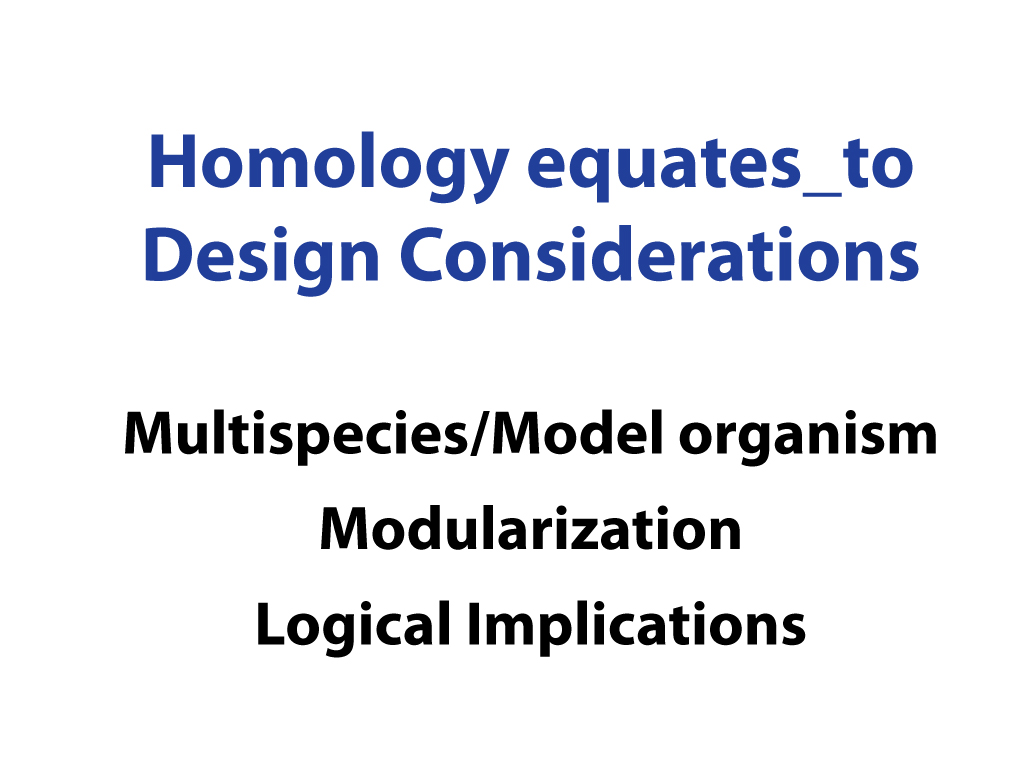 Homology equates_to
Design Considerations
Multispecies/Model organism
Modularization
Logical Implications